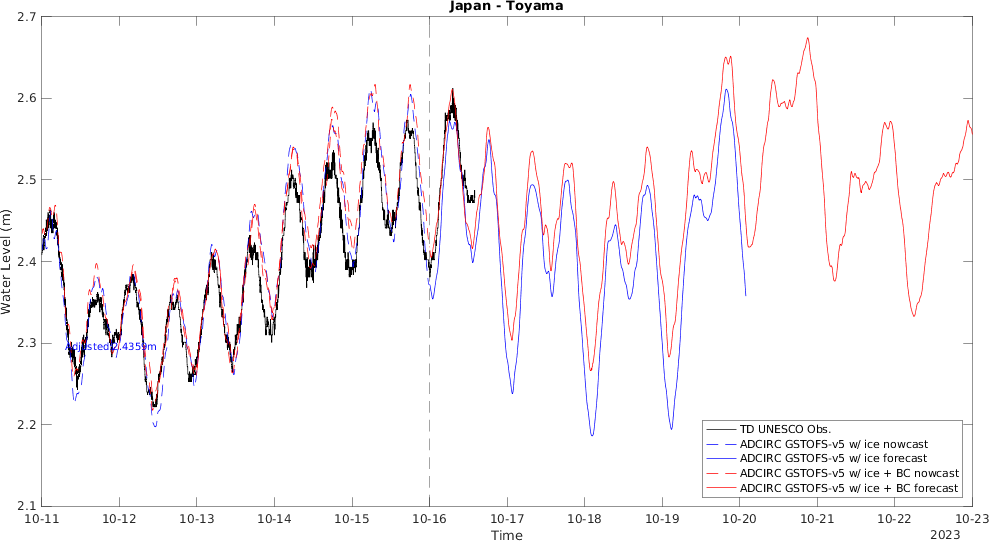 Japan - Toyama
2.7
2.6
2.5
2.4
2.3
2.2
2.1
Water Level (m)
Adjusted 2.4359m
TD UNESCO Obs.
ADCIRC GSTOFS-v5 w/ ice nowcast
ADCIRC GSTOFS-v5 w/ ice forecast
ADCIRC GSTOFS-v5 w/ ice + BC nowcast
ADCIRC GSTOFS-v5 w/ ice + BC forecast
10-11 10-12 10-13 10-14 10-15 10-16 10-17 10-18 10-19 10-20 10-21 10-22 10-23
Time
2023